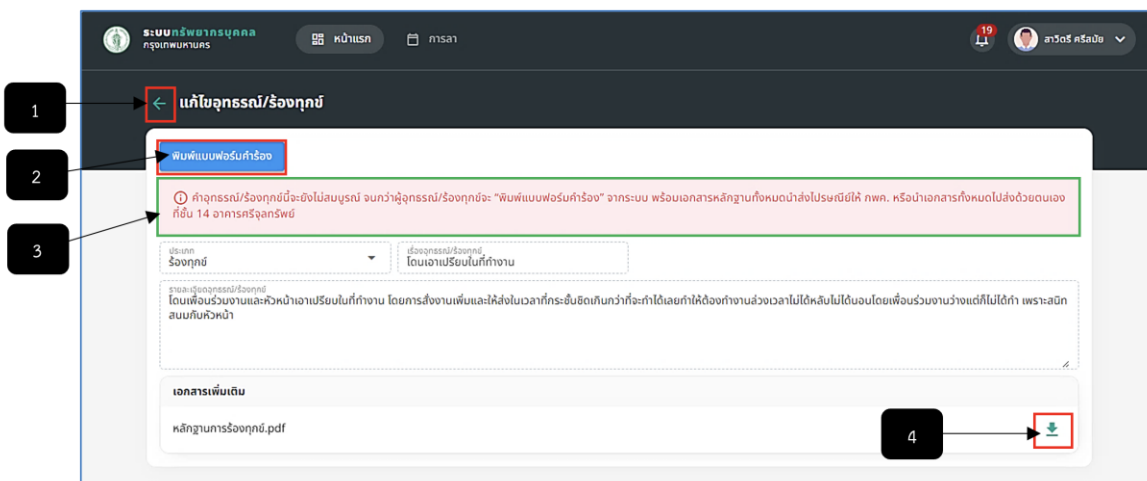 ระบบทรัพยากรบุคคล
กรุงเทพมหานคร
หน้าแรก
การลา
19
สาวิตรี ศรีสมัย
1
แก้ไขอุทธรณ์/ร้องทุกข์
2
พิมพ์แบบฟอร์มคำร้อง
3
คำอุทธรณ์/ร้องทุกข์นี้จะยังไม่สมบูรณ์ จนกว่าผู้อุทธรณ์/ร้องทุกข์จะ “พิมพ์แบบฟอร์มคำร้อง” จากระบบ พร้อมเอกสารหลักฐานทั้งหมดนำส่งไปรษณีย์ให้ กพค. หรือนำเอกสารทั้งหมดไปส่งด้วยตนเอง
ที่ชั้น 14 อาคารศรีจุลทรัพย์
ประเภท
ร้องทุกข์
เรื่องอุทธรณ์/ร้องทุกข์
โดนเอาเปรียบในที่ทำงาน
รายละเอียดอุทธรณ์/ร้องทุกข์
โดนเพื่อนร่วมงานและหัวหน้าเอาเปรียบในที่ทำงาน โดยการสั่งงานเพิ่มและให้ส่งในเวลาที่กระชั้นชิดเกินกว่าที่จะทำได้เลยทำให้ต้องทำงานล่วงเวลาไม่ได้หลับไม่ได้นอนโดยเพื่อนร่วมงานว่างแต่ก็ไม่ได้ทำ เพราะสนิท
สนมกับหัวหน้า
เอกสารเพิ่มเติม
หลักฐานการร้องทุกข์.pdf
4